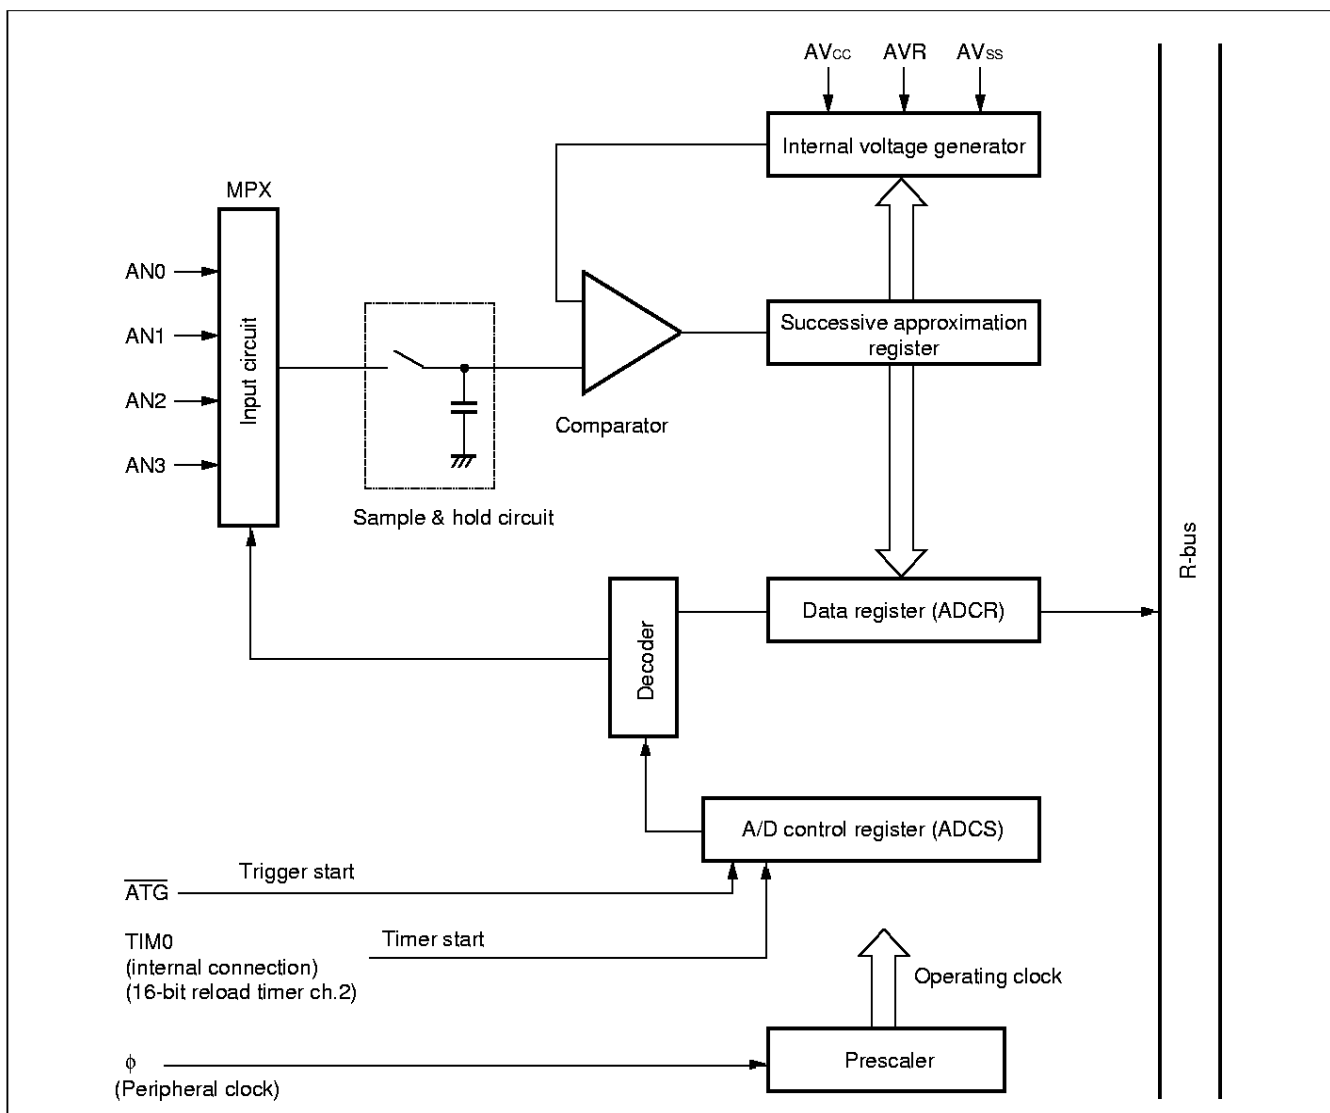 AVCC
AVR
AVSS
Internal voltage generator
MPX
AN0
AN1
AN2
AN3
Input circuit
Successive approximation
register
Comparator
Sample & hold circuit
R-bus
Data register (ADCR)
Decoder
A/D control register (ADCS)
Trigger start
ATG
Timer start
TIM0
(internal connection)
(16-bit reload timer ch.2)
Operating clock
Prescaler
ϕ
(Peripheral clock)